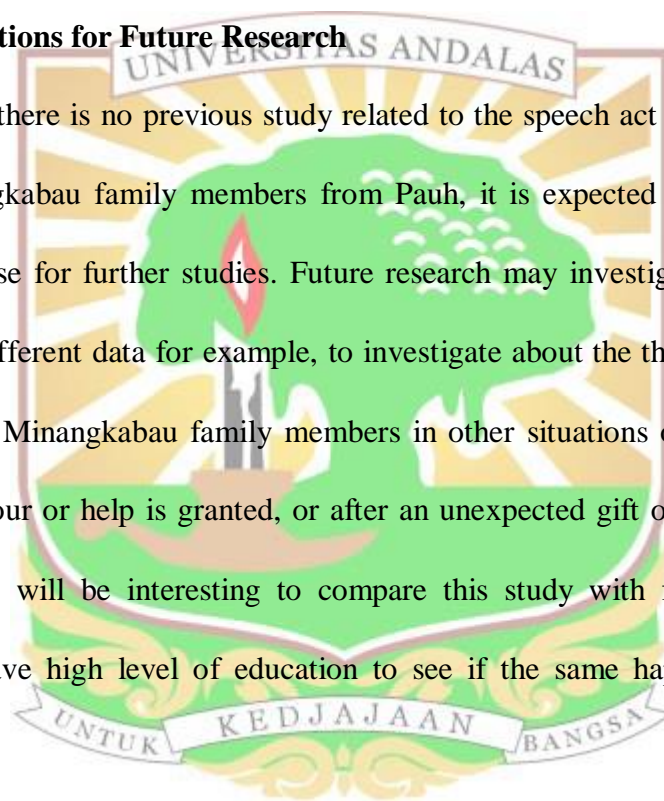 tions for Future Research
UNIVERSITAS ANDALAS
there is no previous study related to the speech act
gkabau family members from Pauh, it is expected
se for further studies. Future research may investig
fferent data for example, to investigate about the th
Minangkabau family members in other situations
our or help is granted, or after an unexpected gift o
will be interesting to compare this study with
ave high level of education to see if the same ha
UNTUK KEDJAJAAN BANGSA